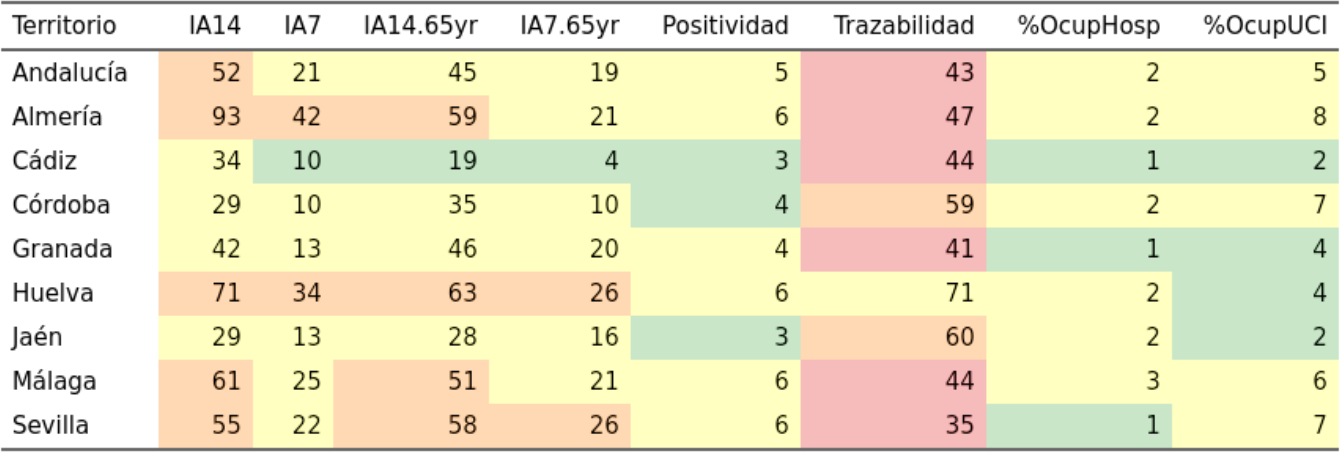 Territorio IA14 IA7 IA14.65yr IA7.65yr Positividad Trazabilidad %OcupHosp %OcupUCI
Andalucía 52 21 45 19 5 43 2 5
Almería 93 42 59 21 6 47 2 8
Cádiz 34 10 19 4 3 44 1 2
Córdoba 29 10 35 10 4 59 2 7
Granada 42 13 46 20 4 41 1 4
Huelva 71 34 63 26 6 71 2 4
Jaén 29 13 28 16 3 60 2 2
Málaga 61 25 51 21 6 44 3 6
Sevilla 55 22 58 26 6 35 1 7